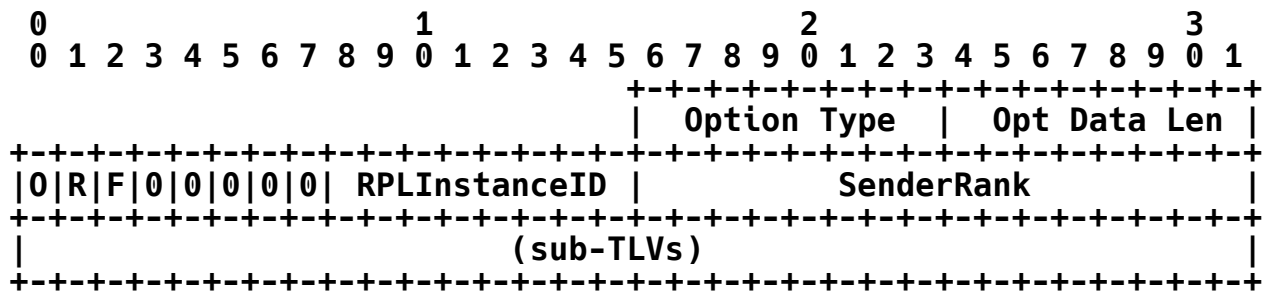 0                   1                   2                   3
 0 1 2 3 4 5 6 7 8 9 0 1 2 3 4 5 6 7 8 9 0 1 2 3 4 5 6 7 8 9 0 1
                                +-+-+-+-+-+-+-+-+-+-+-+-+-+-+-+-+
                                |  Option Type  |  Opt Data Len |
+-+-+-+-+-+-+-+-+-+-+-+-+-+-+-+-+-+-+-+-+-+-+-+-+-+-+-+-+-+-+-+-+
|O|R|F|0|0|0|0|0| RPLInstanceID |          SenderRank           |
+-+-+-+-+-+-+-+-+-+-+-+-+-+-+-+-+-+-+-+-+-+-+-+-+-+-+-+-+-+-+-+-+
|                         (sub-TLVs)                            |
+-+-+-+-+-+-+-+-+-+-+-+-+-+-+-+-+-+-+-+-+-+-+-+-+-+-+-+-+-+-+-+-+